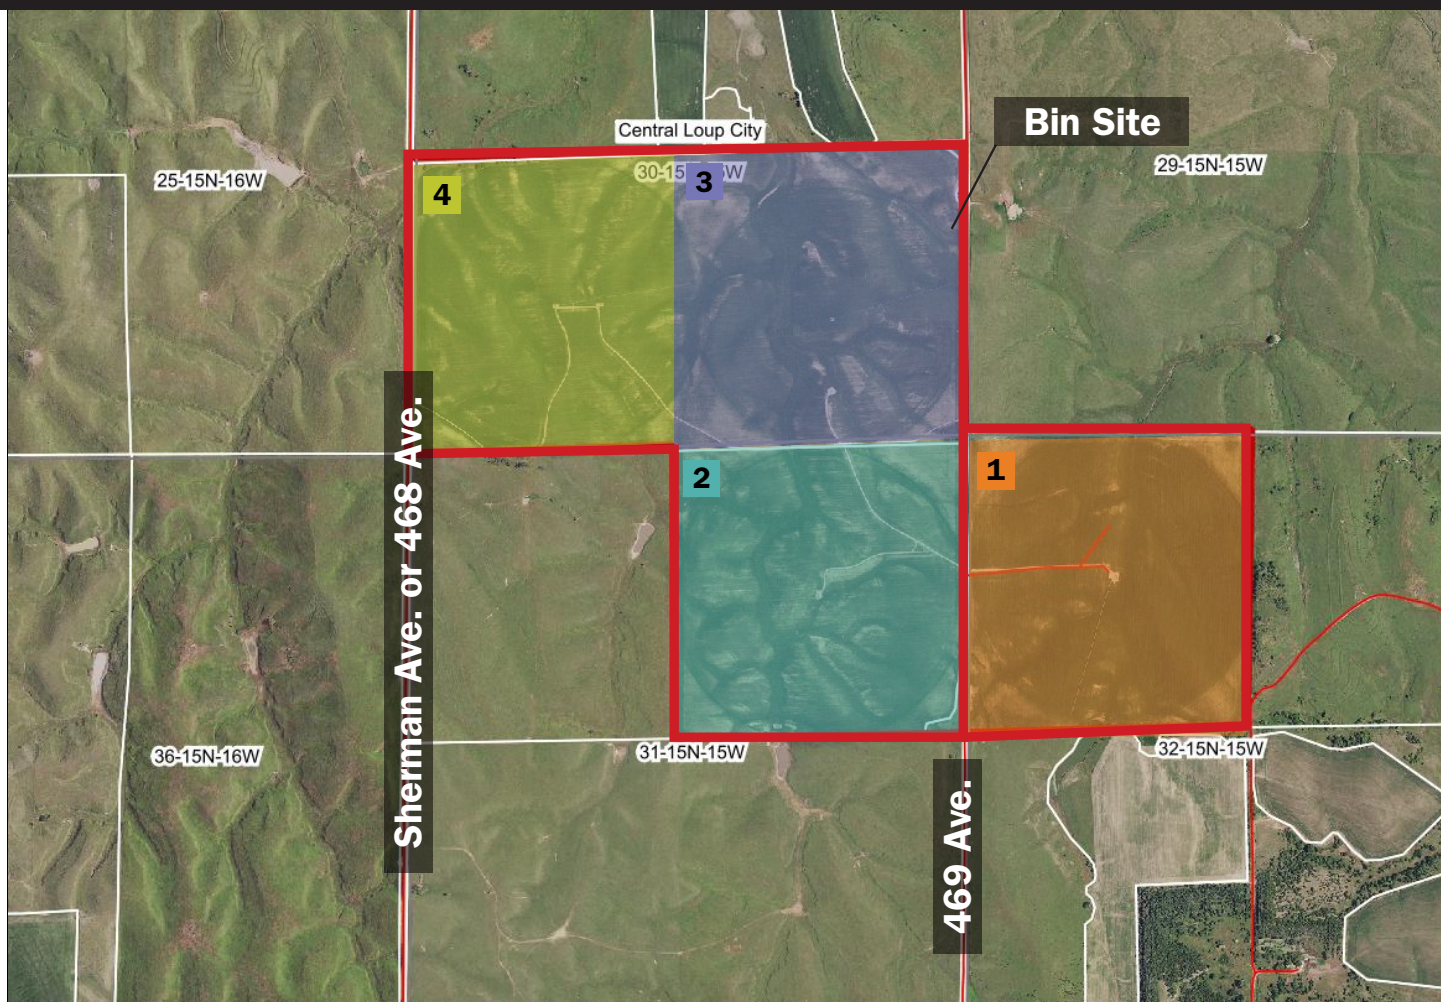 Central Loup City
Bin Site
25-15N-16W
30-15
W
29-15N-15W
4
3
2
1
Sherman Ave. or 468 Ave.
36-15N-16W
31-15N-15W
32-15N-15W
469 Ave.